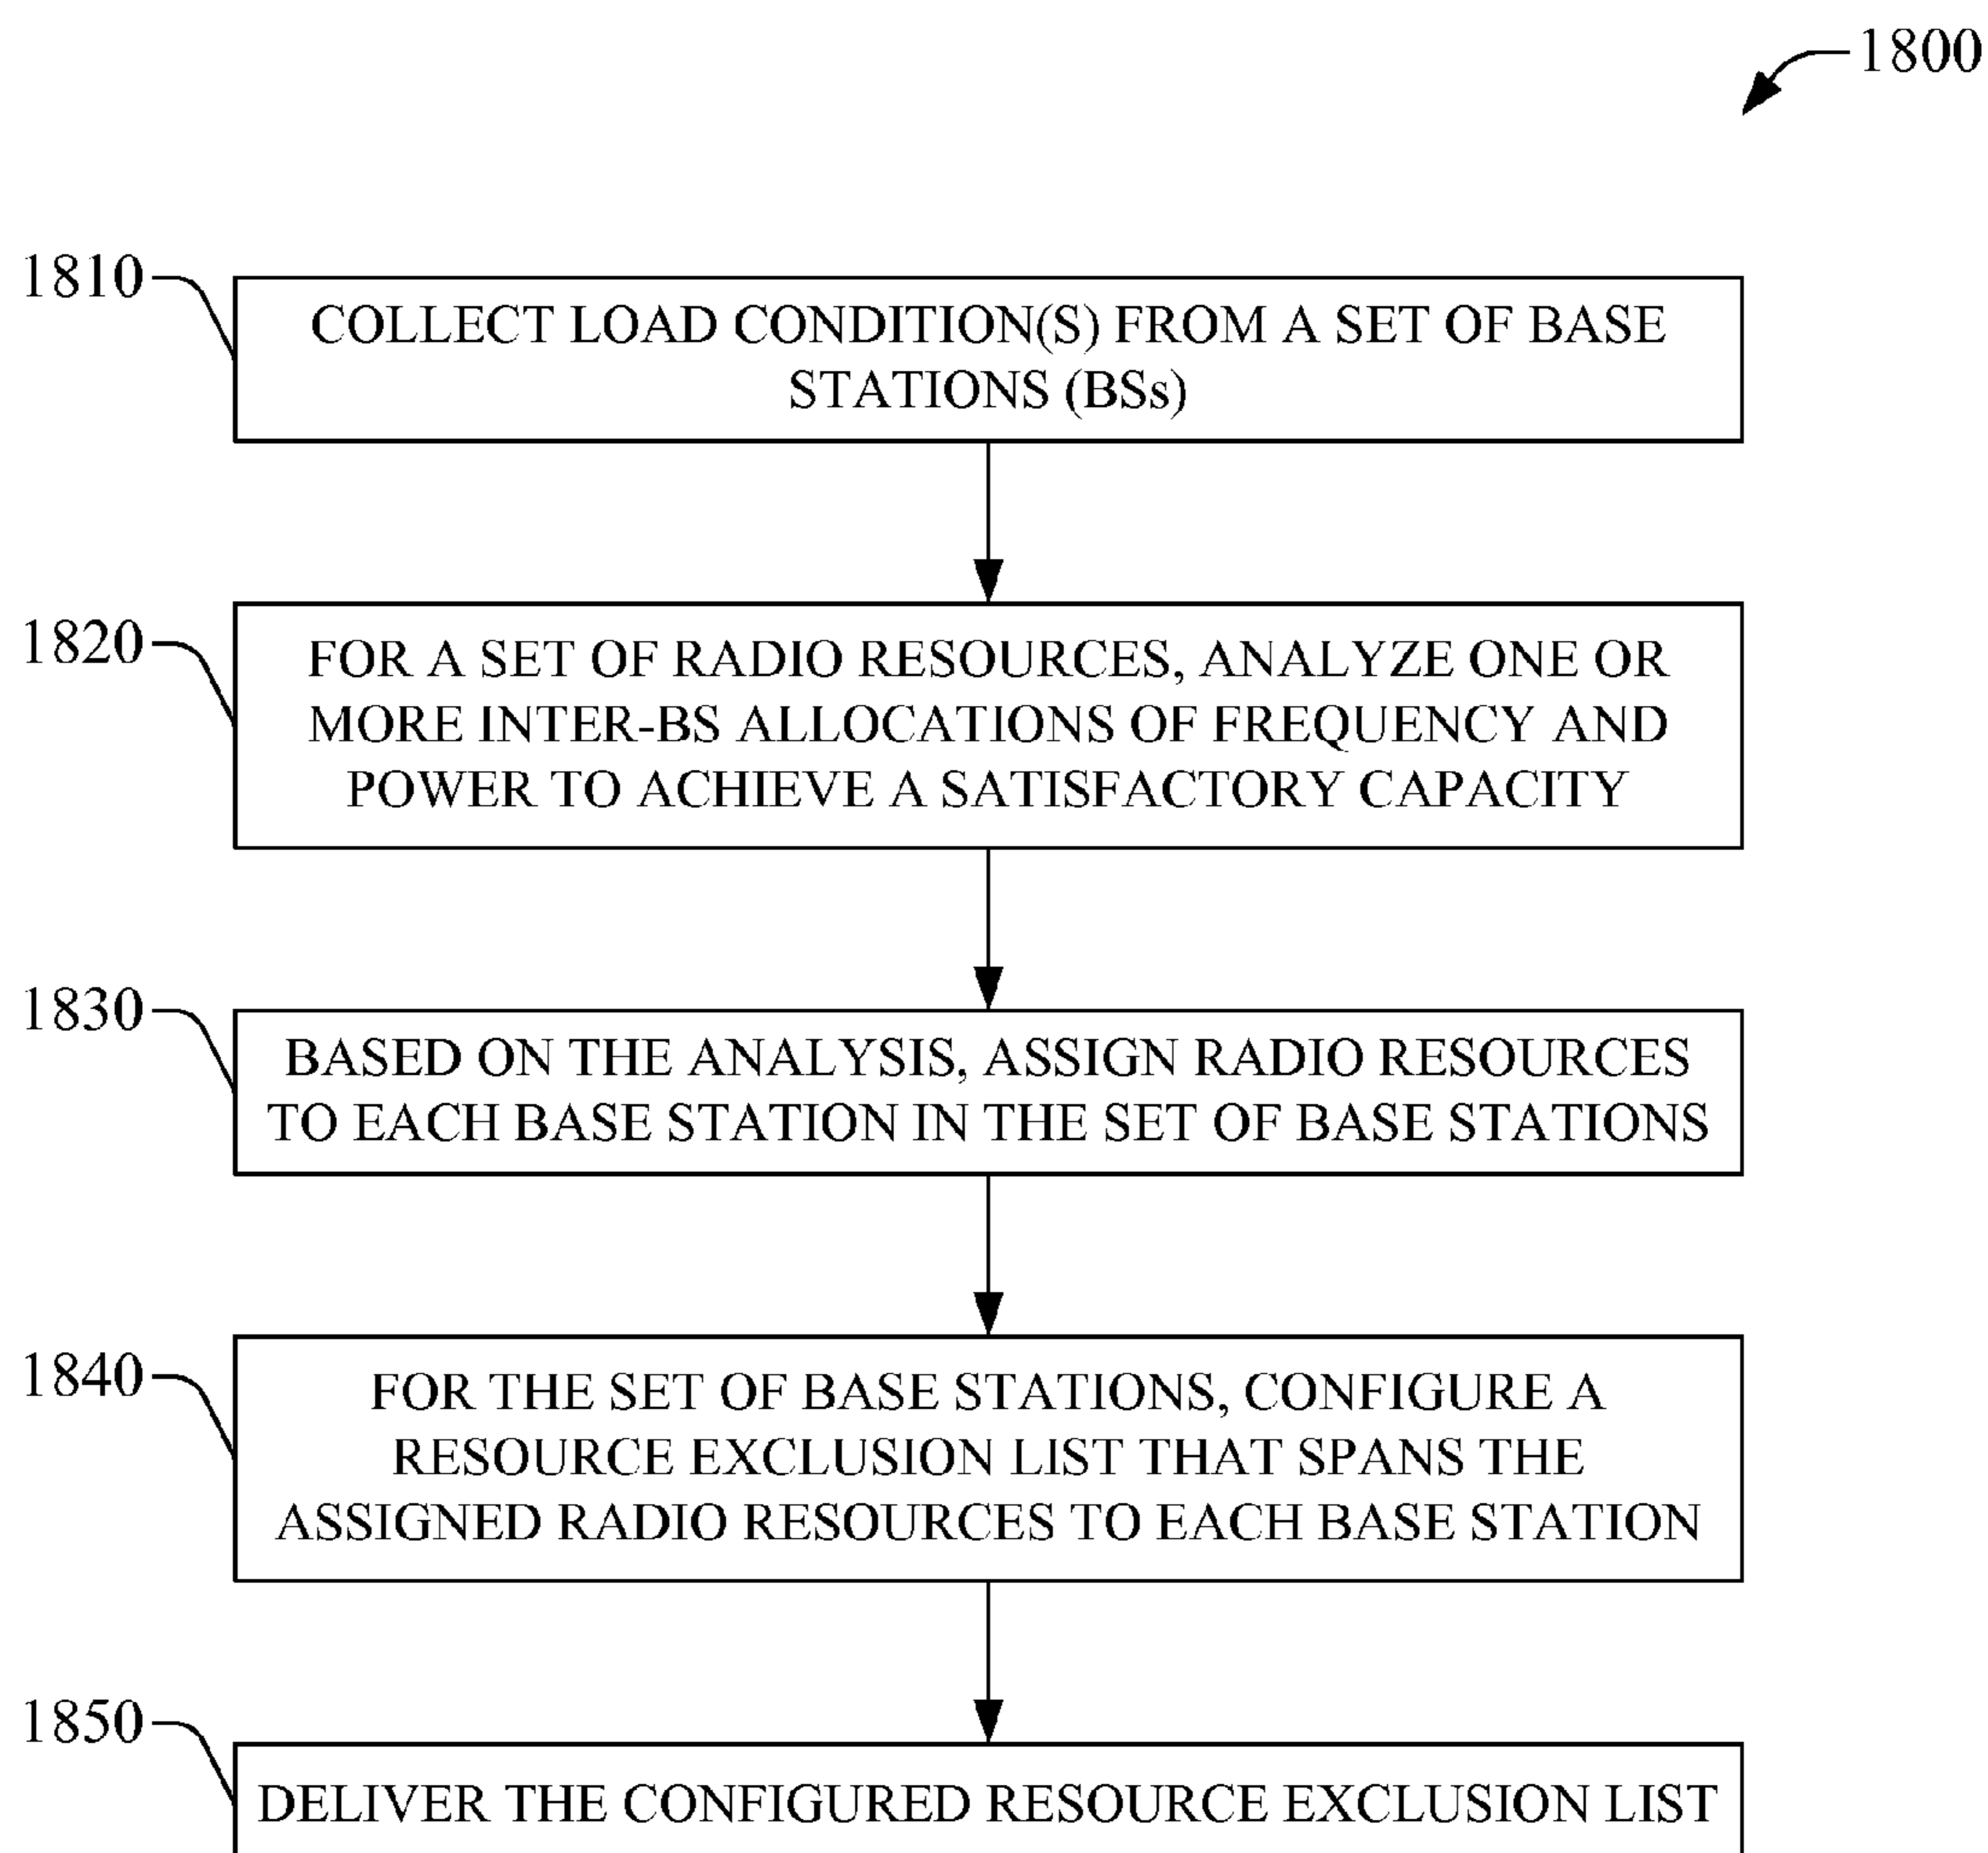 1800
1810
COLLECT LOAD CONDITION(S) FROM A SET OF BASE
STATIONS (BSs)
1820
FOR A SET OF RADIO RESOURCES, ANALYZE ONE OR
MORE INTER-BS ALLOCATIONS OF FREQUENCY AND
POWER TO ACHIEVE A SATISFACTORY CAPACITY
1830
BASED ON THE ANALYSIS, ASSIGN RADIO RESOURCES
TO EACH BASE STATION IN THE SET OF BASE STATIONS
1840
FOR THE SET OF BASE STATIONS, CONFIGURE A
RESOURCE EXCLUSION LIST THAT SPANS THE
ASSIGNED RADIO RESOURCES TO EACH BASE STATION
1850
DELIVER THE CONFIGURED RESOURCE EXCLUSION LIST